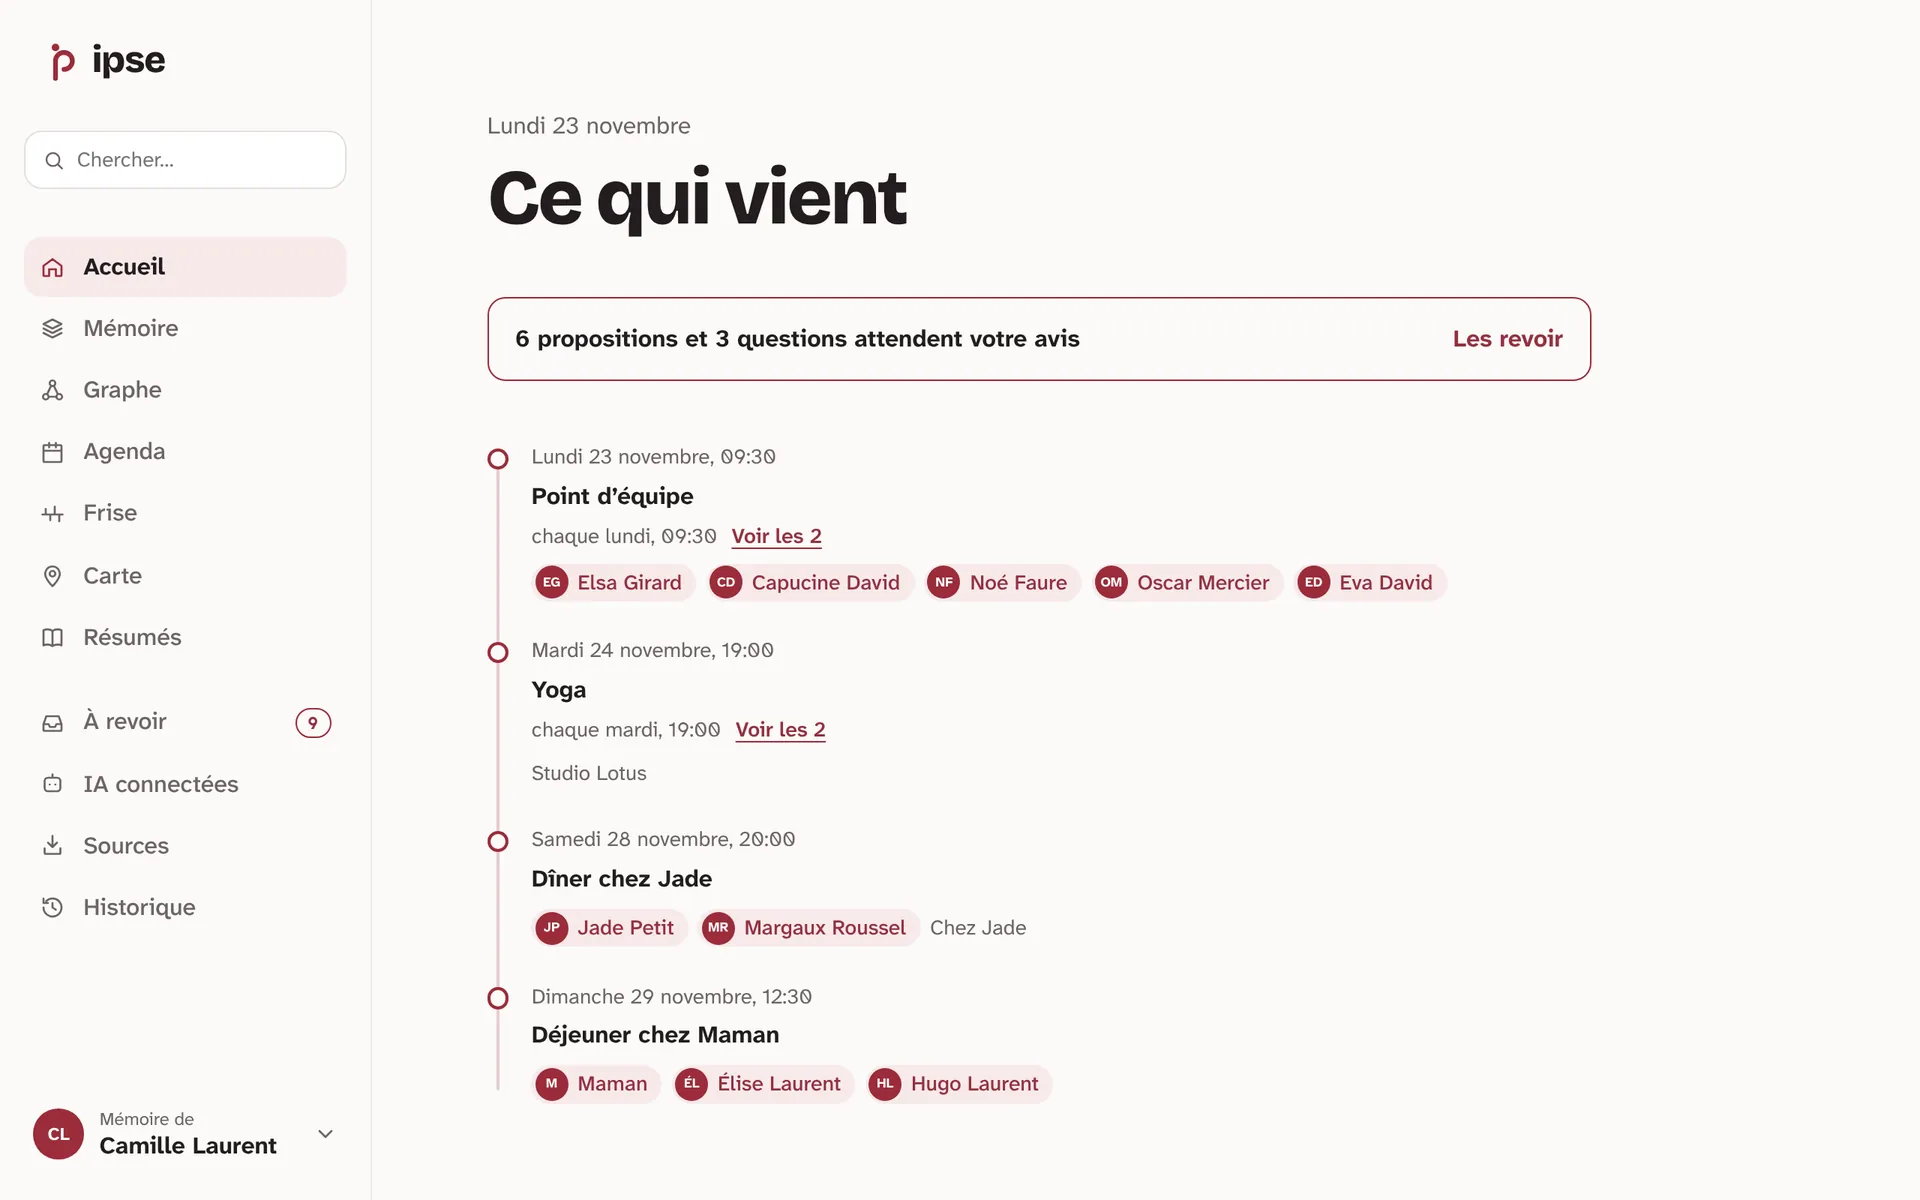 ipse
Chercher...
Accueil
Mémoire
Graphe
Agenda
Frise
Carte
Résumés
À revoir 9
IA connectées
Sources
Historique
CL
Mémoire de
Camille Laurent
Lundi 23 novembre
Ce qui vient
6 propositions et 3 questions attendent votre avis Les revoir
Lundi 23 novembre, 09:30
Point d’équipe
chaque lundi, 09:30 Voir les 2
EG Elsa Girard CD Capucine David NF Noé Faure OM Oscar Mercier ED Eva David
Mardi 24 novembre, 19:00
Yoga
chaque mardi, 19:00 Voir les 2
Studio Lotus
Samedi 28 novembre, 20:00
Dîner chez Jade
JP Jade Petit MR Margaux Roussel Chez Jade
Dimanche 29 novembre, 12:30
Déjeuner chez Maman
M Maman ÉL Élise Laurent HL Hugo Laurent